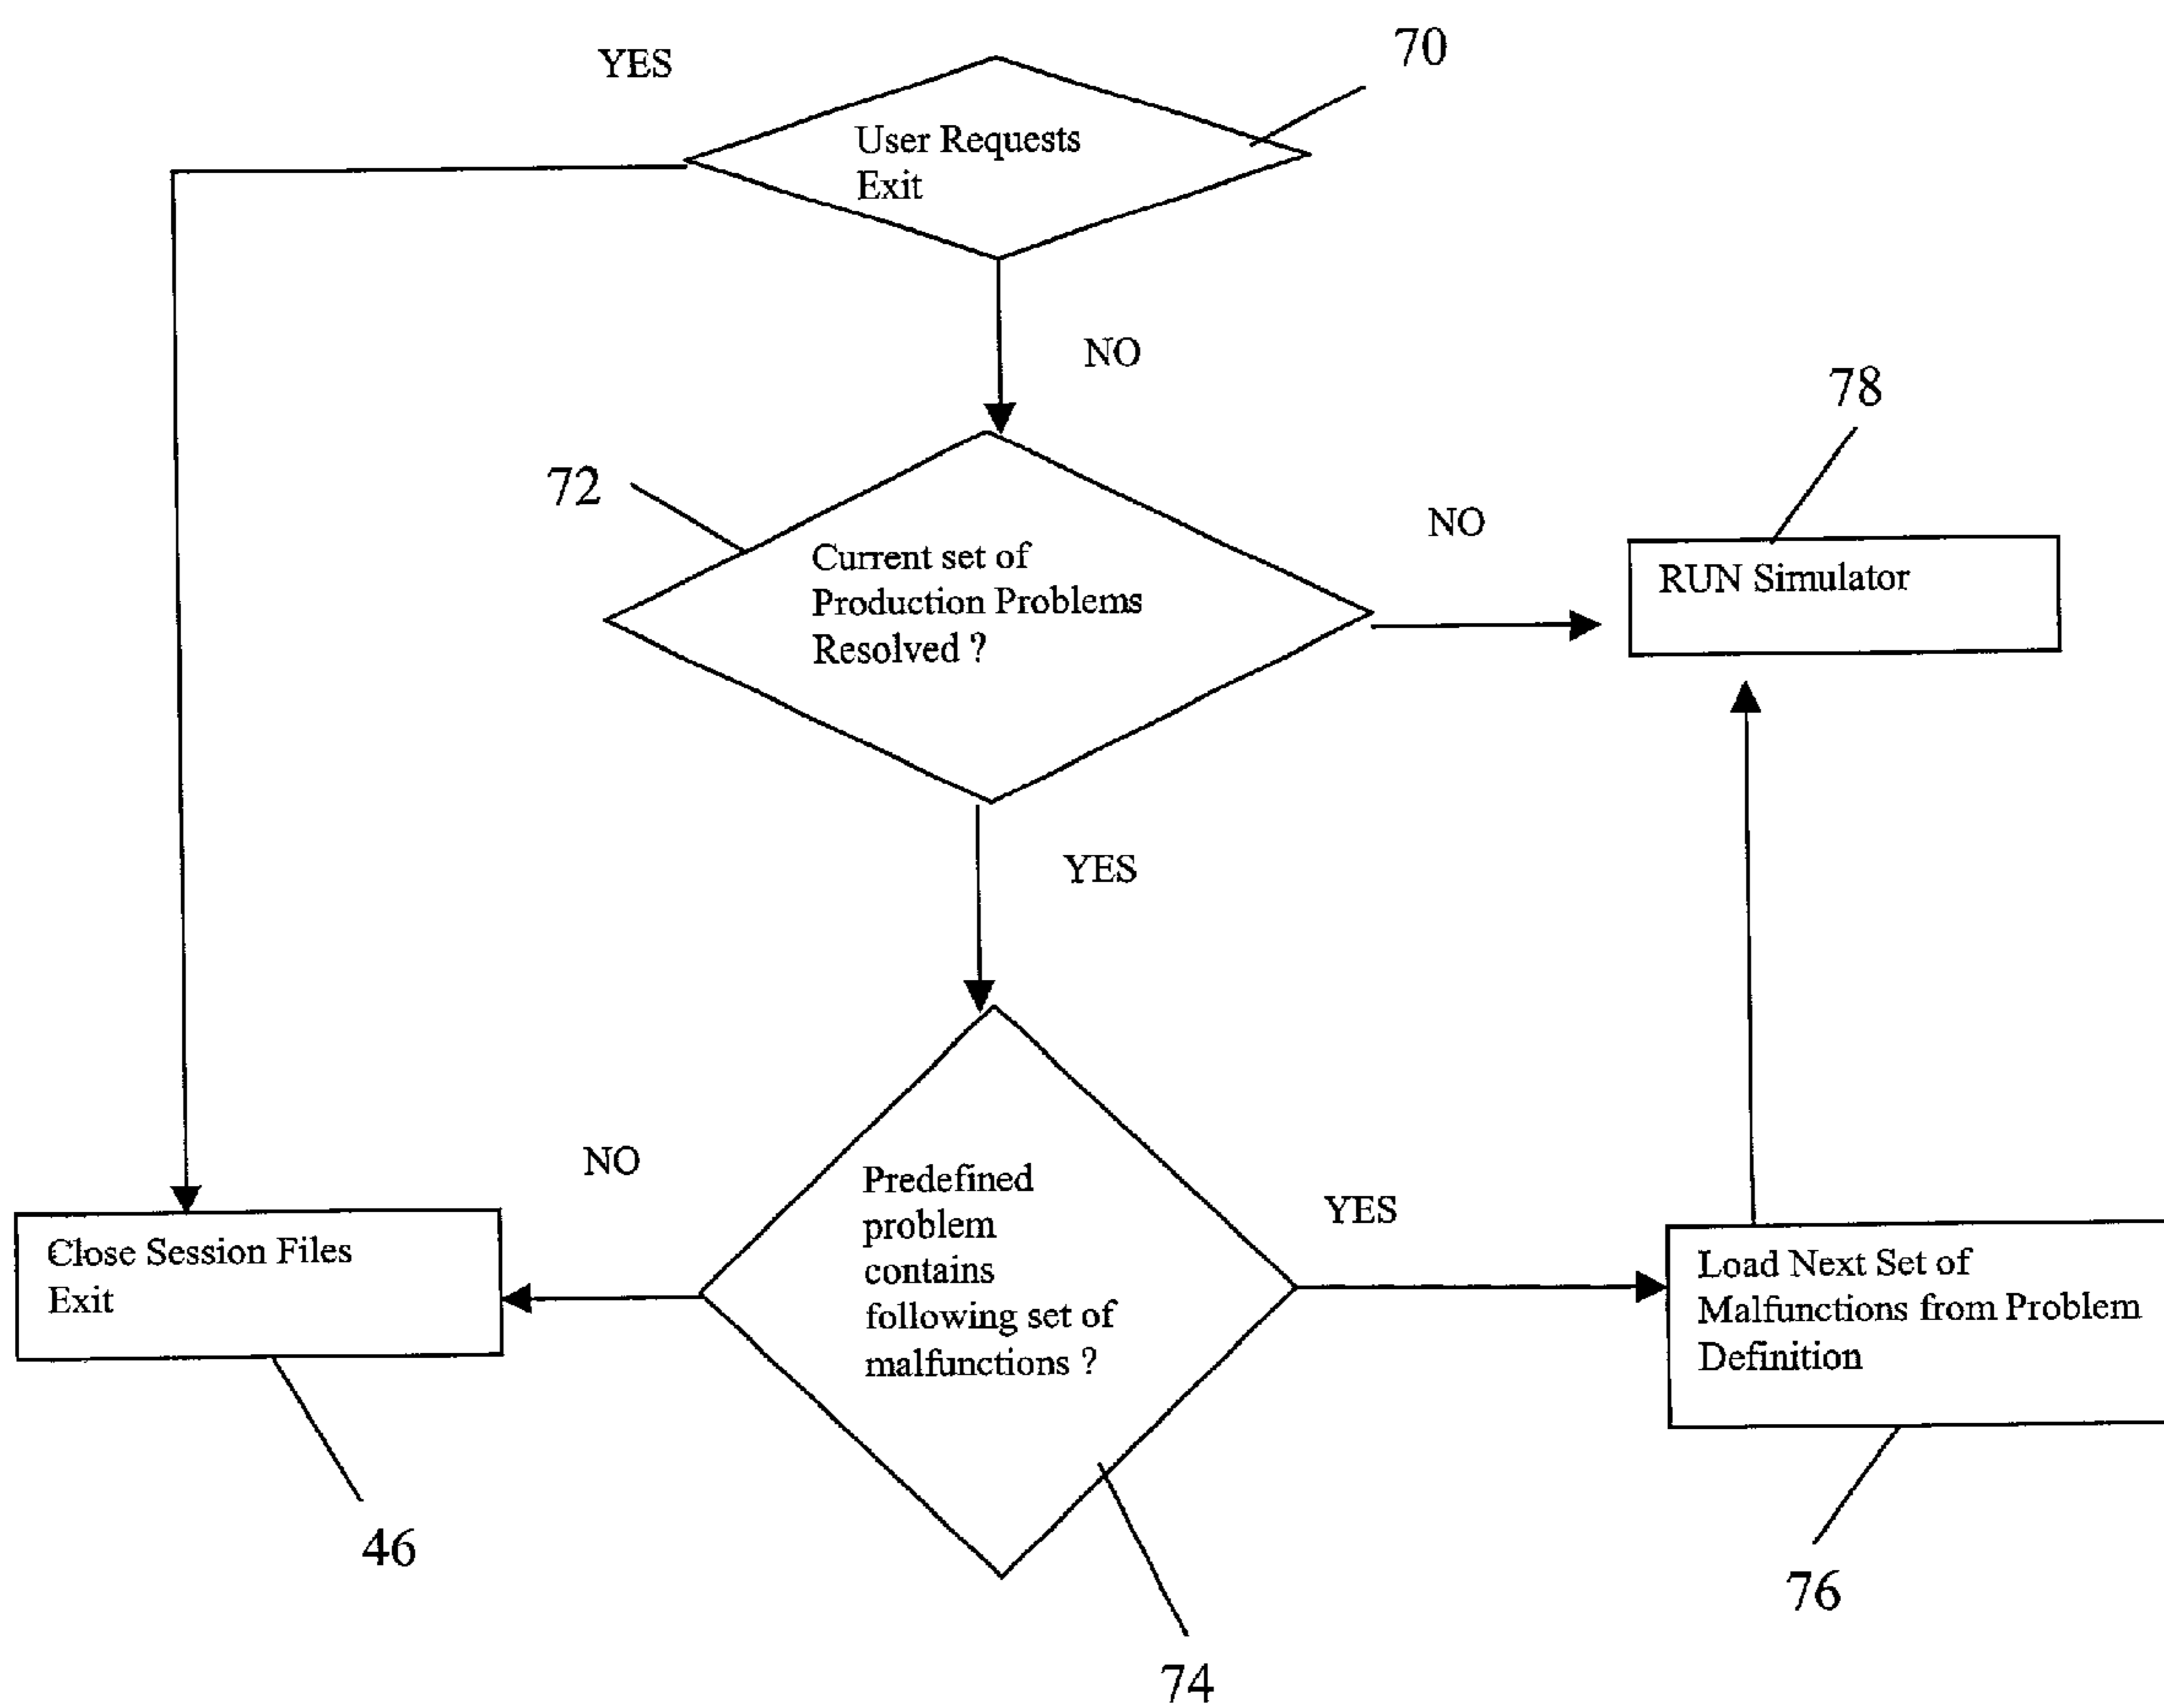 YES
70
User Requests
Exit
NO
78
72
NO
Current set of
Production Problems
Resolved ?
RUN Simulator
YES
NO
Predefined
problem
contains
following set of
malfunctions ?
YES
Close Session Files
Exit
Load Next Set of
Malfunctions from Problem
Definition
46
76
74